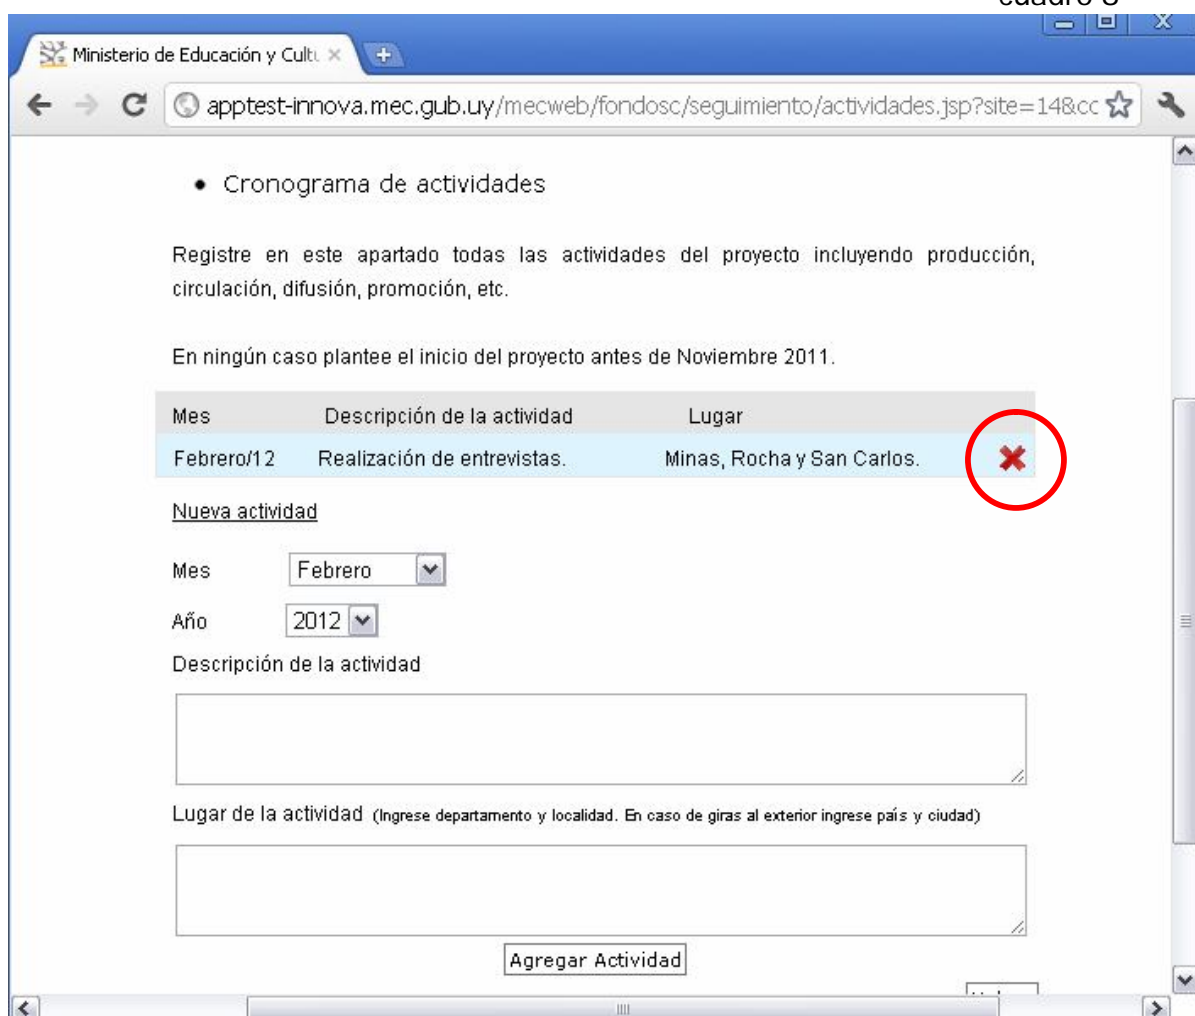 Ministerio de Educación y Cultu
apptest-innova.mec.gub.uy/mecweb/fondosc/seguimiento/actividades.jsp?site=14&cc
Cronograma de actividades
Registre en este apartado todas las actividades del proyecto incluyendo producción,
circulación, difusión, promoción, etc.
En ningún caso plantee el inicio del proyecto antes de Noviembre 2011.
Mes Descripción de la actividad Lugar
Febrero/12 Realización de entrevistas. Minas, Rocha y San Carlos.
Nueva actividad
Mes Febrero
Año 2012
Descripción de la actividad
Lugar de la actividad (Ingrese departamento y localidad. En caso de giras al exterior ingrese país y ciudad)
Agregar Actividad